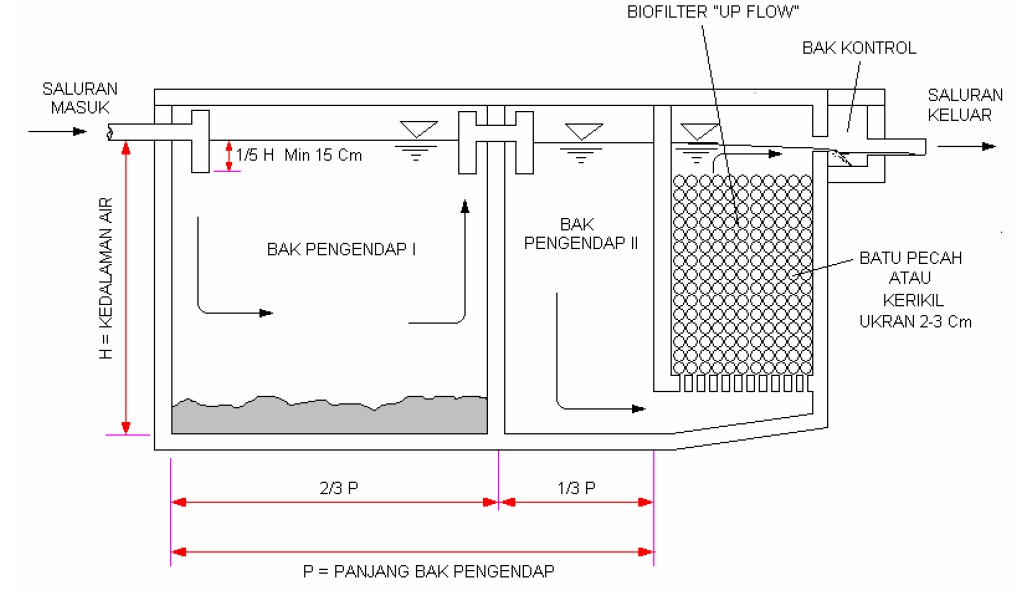 BIOFILTER "UP FLOW"
BAK KONTROL
SALURAN
MASUK
SALURAN
KELUAR
1/5 H Min 15 Cm
BAK PENGENDAP I
BAK
PENGENDAP II
H = KEDALAMAN AIR
BATU PECAH
ATAU
KERIKIL
UKRAN 2-3 Cm
2/3 P
1/3 P
P = PANJANG BAK PENGENDAP